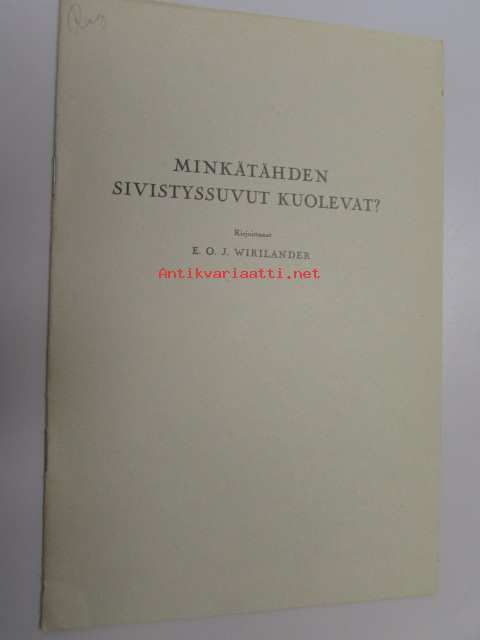 MINKÄTÄHDEN
SIVISTYSSUVUT KUOLEVAT?
Kirjoittanut
E. O. J. WIRILANDER
Antikvariaatti.net